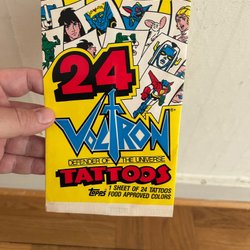 24
VOLTRON
DEFENDER OF THE UNIVERSE
TATTOOS
Topps 1 SHEET OF 24 TATTOOS
FOOD APPROVED COLORS